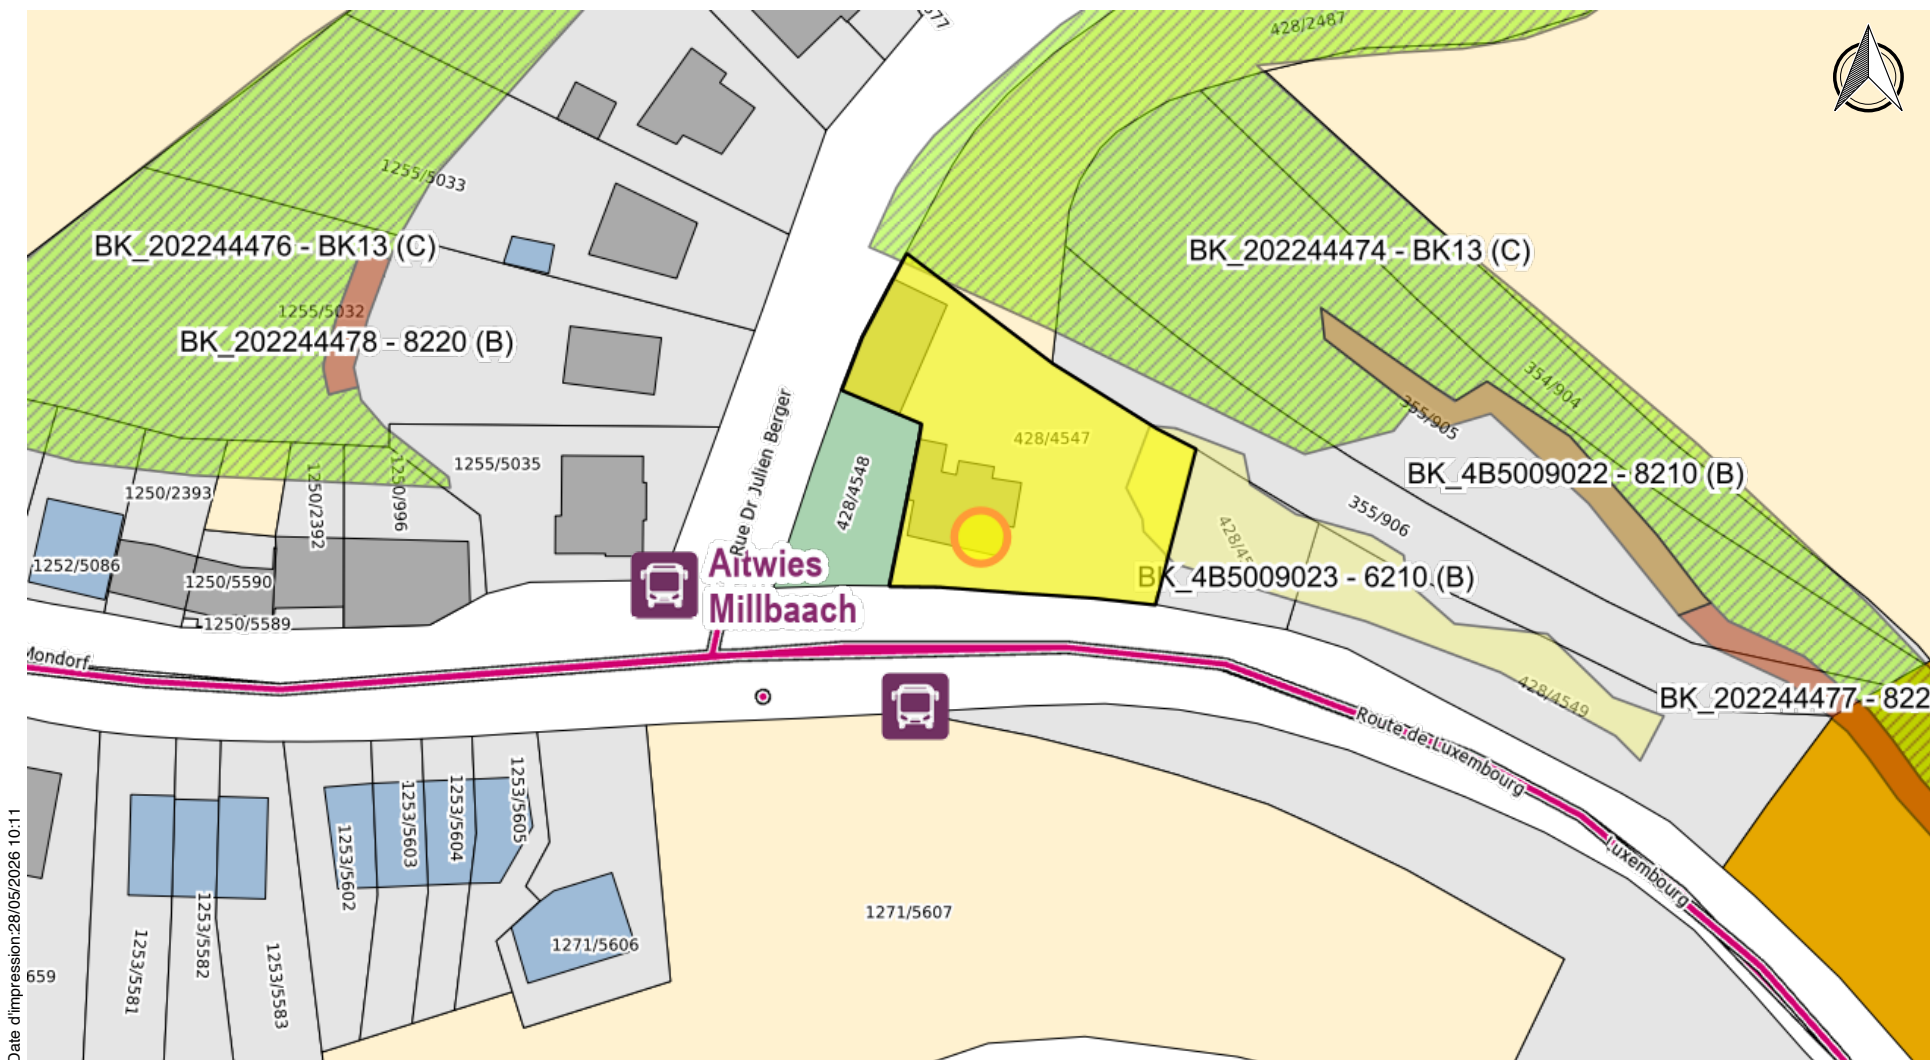 577
428/2487
1255/5033
BK_202244476 - BK13 (C)
BK_202244474 - BK13 (C)
1255/5032
BK_202244478 - 8220 (B)
354/904
355/905
Rue Dr Julien Berger
428/4547
1255/5035
BK_4B5009022 - 8210 (B)
1250/2393
1250/2392
1250/996
428/4548
355/906
428/45
1252/5086
1250/5590
Altwies
Millbaach
BK_4B5009023 - 6210 (B)
1250/5589
Mondorf
428/4549
BK_202244477 - 822
Route de Luxembourg
Luxembourg
1253/5602
1253/5603
1253/5604
1253/5605
659
1253/5581
1253/5582
1253/5583
1271/5606
1271/5607
Date d'impression:28/05/2026 10:11